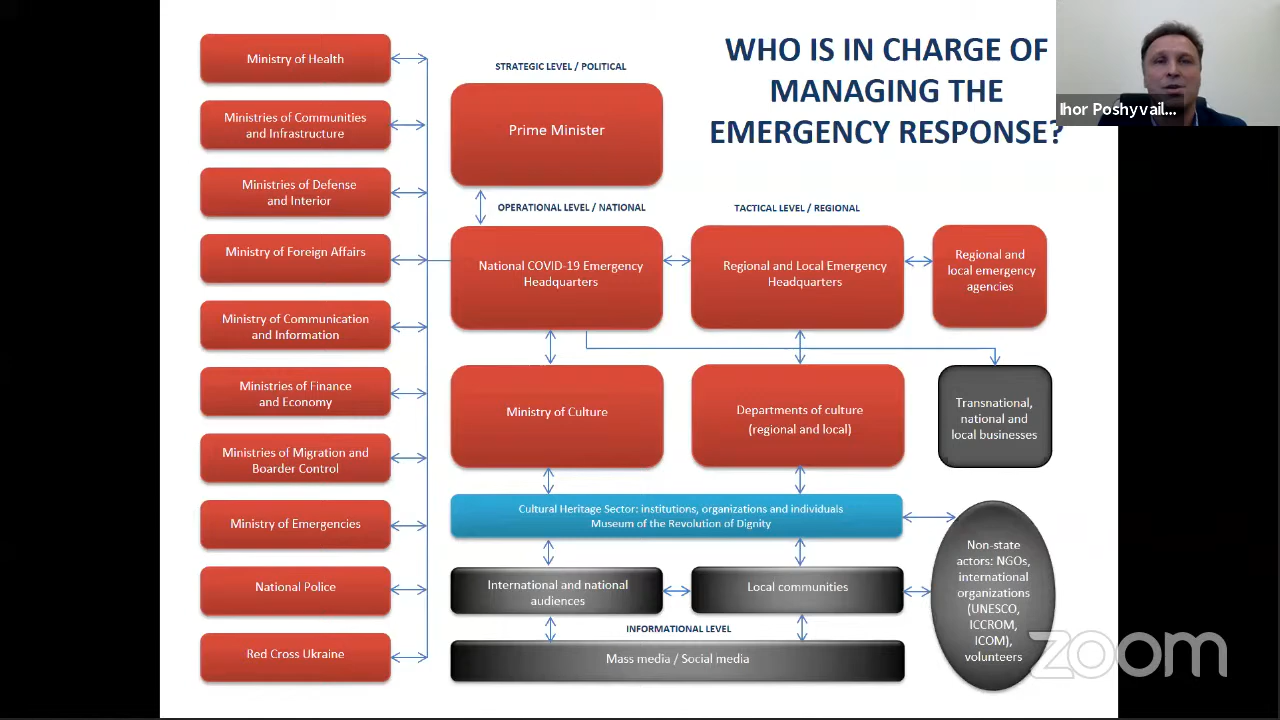 WHO IS IN CHARGE OF
MANAGING THE
EMERGENCY RESPONSE?
Ihor Poshyvail...
Ministry of Health
Ministries of Communities
and Infrastructure
Ministries of Defense
and Interior
Ministry of Foreign Affairs
Ministry of Communication
and Information
Ministries of Finance
and Economy
Ministries of Migration and
Boarder Control
Ministry of Emergencies
National Police
Red Cross Ukraine
STRATEGIC LEVEL / POLITICAL
Prime Minister
OPERATIONAL LEVEL / NATIONAL
TACTICAL LEVEL / REGIONAL
National COVID-19 Emergency
Headquarters
Regional and Local Emergency
Headquarters
Regional and
local emergency
agencies
Ministry of Culture
Departments of culture
(regional and local)
Transnational,
national and
local businesses
Cultural Heritage Sector: institutions, organizations and individuals
Museum of the Revolution of Dignity
International and national
audiences
Local communities
Non-state
actors: NGOs,
international
organizations
(UNESCO,
ICCROM,
ICOM),
volunteers
INFORMATIONAL LEVEL
Mass media / Social media
zoom